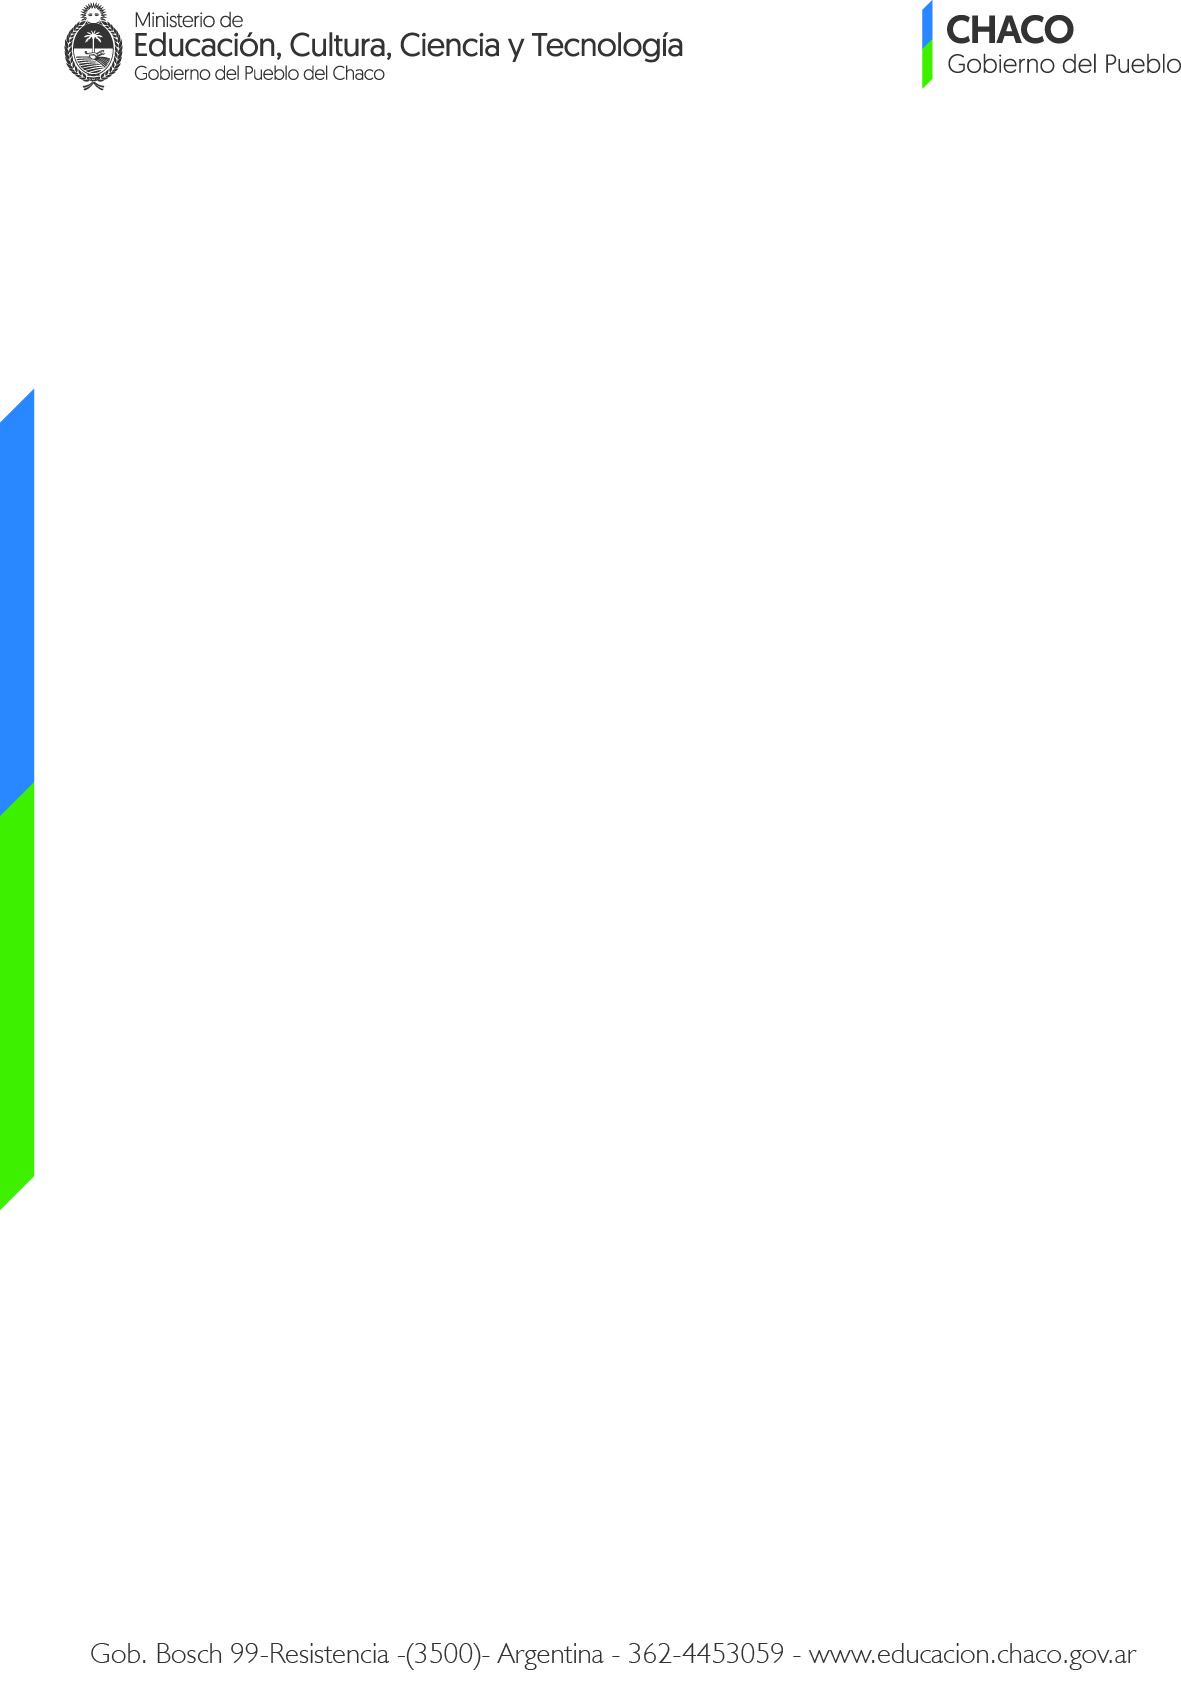 Ministerio de
Educación, Cultura, Ciencia y Tecnología
Gobierno del Pueblo del Chaco
CHACO
Gobierno del Pueblo
Gob. Bosch 99-Resistencia -(3500)- Argentina - 362-4453059 - www.educacion.chaco.gov.ar